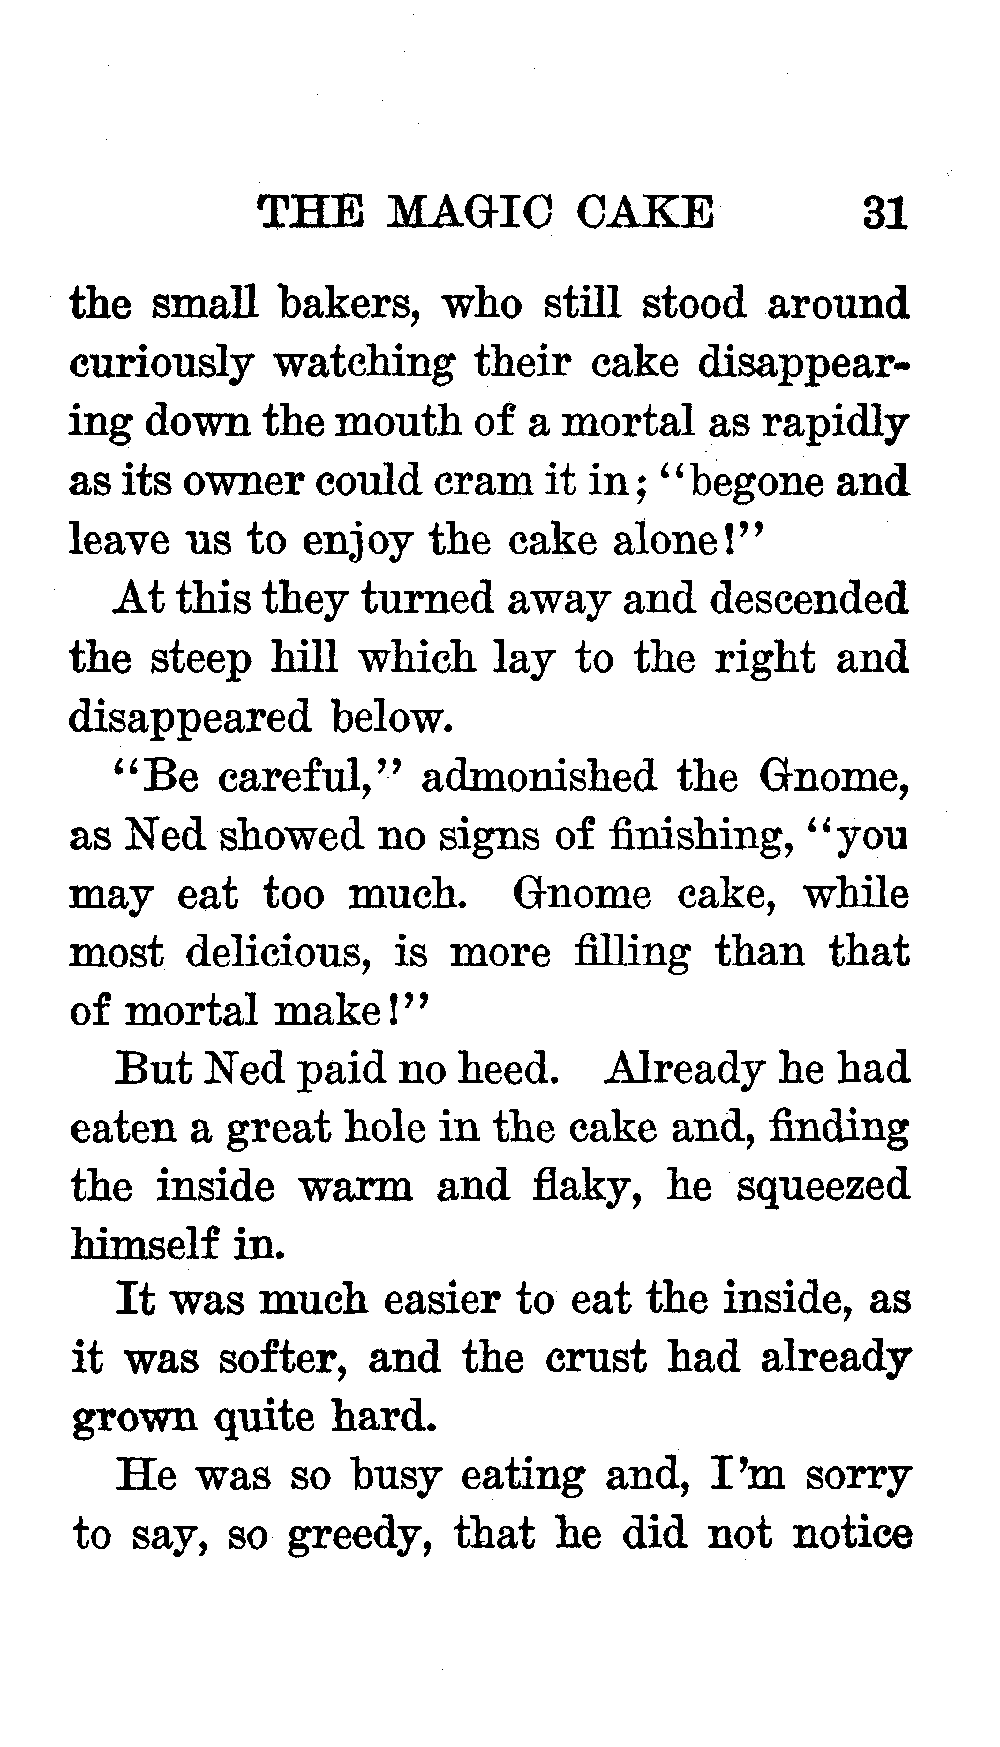 THE MAGIC CAKE 31
the small bakers, who still stood around
curiously watching their cake disappear-
ing down the mouth of a mortal as rapidly
as its owner could cram it in; "begone and
leave us to enjoy the cake alone!"
At this they turned away and descended
the steep hill which lay to the right and
disappeared below.
"Be careful," admonished the Gnome,
as Ned showed no signs of finishing, "you
may eat too much. Gnome cake, while
most delicious, is more filling than that
of mortal make!"
But Ned paid no heed. Already he had
eaten a great hole in the cake and, finding
the inside warm and flaky, he squeezed
himself in.
It was much easier to eat the inside, as
it was softer, and the crust had already
grown quite hard.
He was so busy eating and, I'm sorry
to say, so greedy, that he did not notice